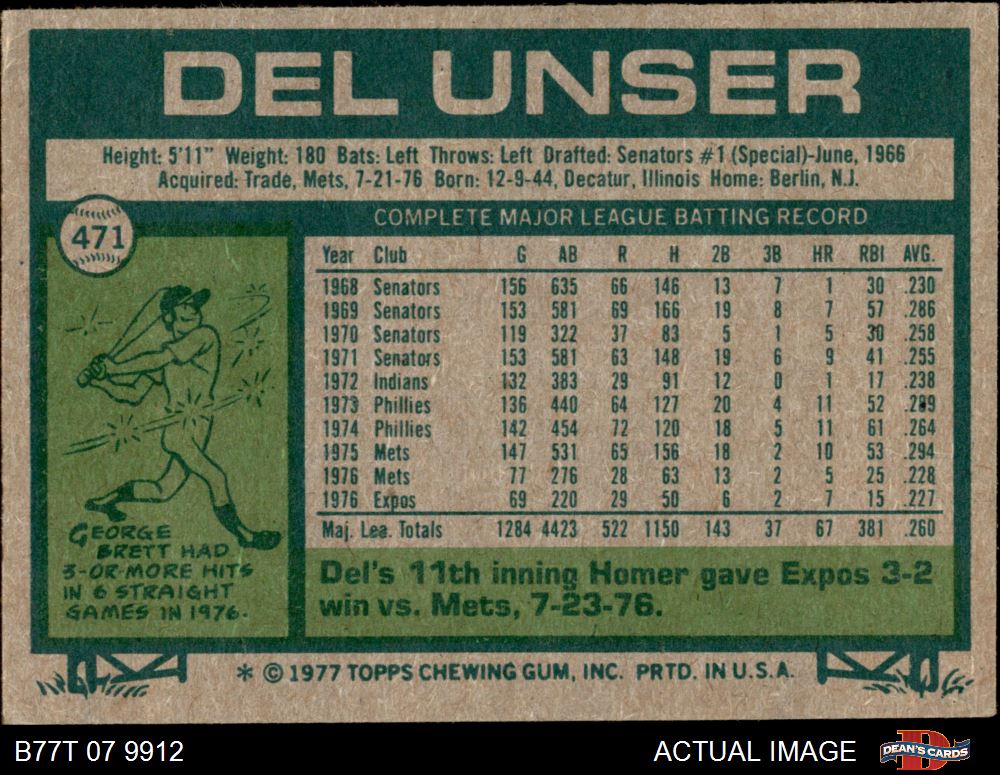 DEL UNSER
Height: 5'11" Weight: 180 Bats: Left Throws: Left Drafted: Senators #1 (Special)-June, 1966
Acquired: Trade, Mets, 7-21-76 Born: 12-9-44, Decatur, Illinois Home: Berlin, N.J.
471
COMPLETE MAJOR LEAGUE BATTING RECORD
Year Club G AB R H 2B 3B HR RBI AVG.
1968 Senators 156 635 66 146 13 7 1 30 .230
1969 Senators 153 581 69 166 19 8 7 57 .286
1970 Senators 119 322 37 83 5 1 5 30 .258
1971 Senators 153 581 63 148 19 6 9 41 .255
1972 Indians 132 383 29 91 12 0 1 17 .238
1973 Phillies 136 440 64 127 20 4 11 52 .289
1974 Phillies 142 454 72 120 18 5 11 61 .264
1975 Mets 147 531 65 156 18 2 10 53 .294
1976 Mets 77 276 28 63 13 2 5 25 .228
1976 Expos 69 220 29 50 6 2 7 15 .227
Maj. Lea. Totals 1284 4423 522 1150 143 37 67 381 .260
GEORGE
BRETT HAD
3-OR-MORE HITS
IN 6 STRAIGHT
GAMES IN 1976.
Del's 11th inning Homer gave Expos 3-2
win vs. Mets, 7-23-76.
* © 1977 TOPPS CHEWING GUM, INC. PRTD. IN U.S.A.
B77T 07 9912 ACTUAL IMAGE
D
DEAN'S CARDS